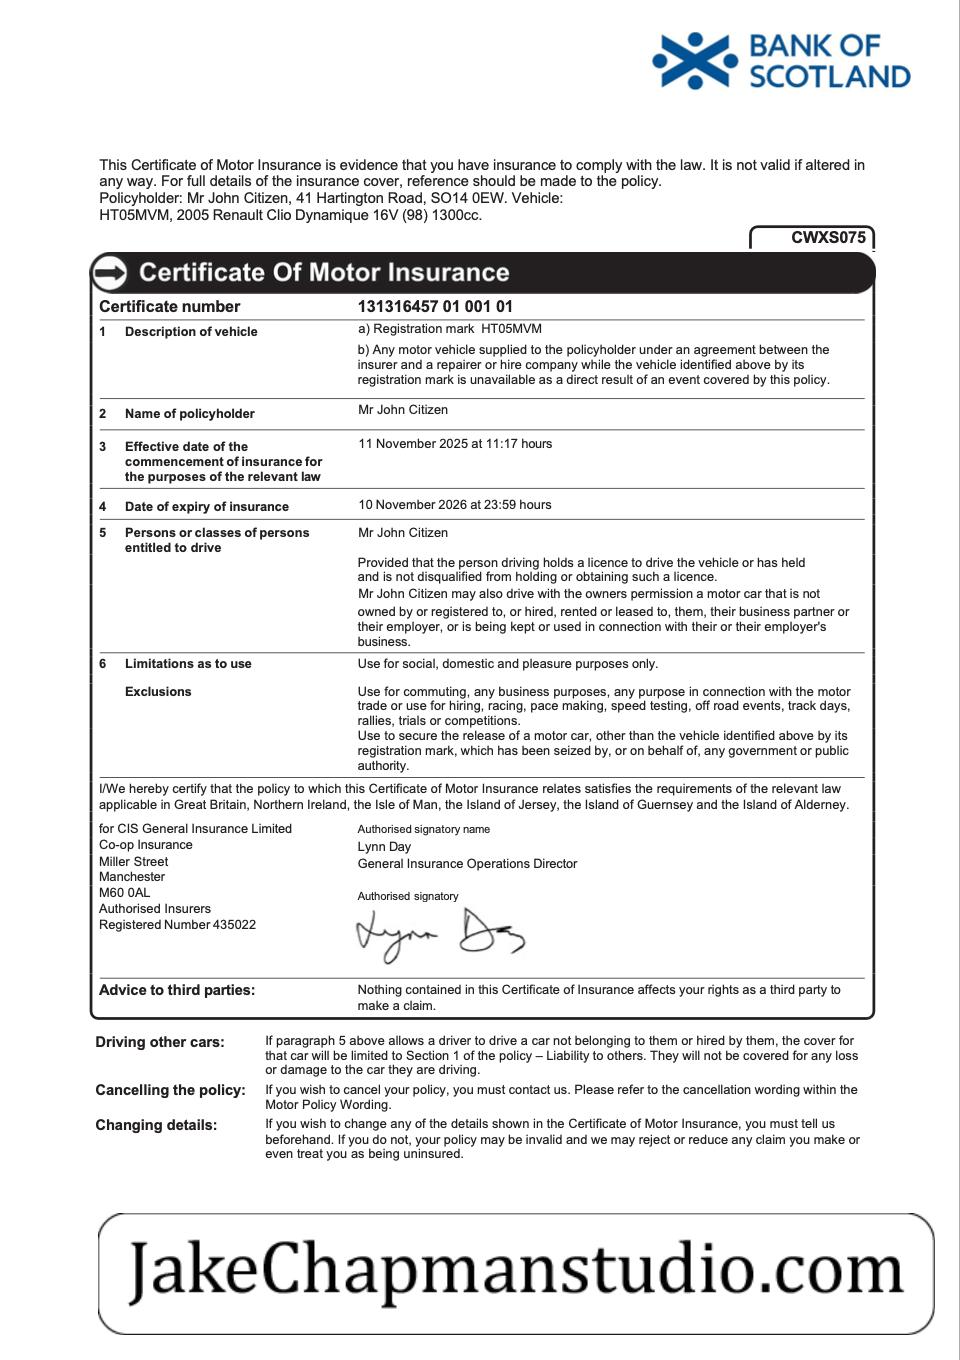 BANK OF
SCOTLAND
This Certificate of Motor Insurance is evidence that you have insurance to comply with the law. It is not valid if altered in
any way. For full details of the insurance cover, reference should be made to the policy.
Policyholder: Mr John Citizen, 41 Hartington Road, SO14 0EW. Vehicle:
HT05MVM, 2005 Renault Clio Dynamique 16V (98) 1300cc.
CWXS075
Certificate Of Motor Insurance
Certificate number 131316457 01 001 01
1 Description of vehicle a) Registration mark HT05MVM
b) Any motor vehicle supplied to the policyholder under an agreement between the
insurer and a repairer or hire company while the vehicle identified above by its
registration mark is unavailable as a direct result of an event covered by this policy.
2 Name of policyholder Mr John Citizen
3 Effective date of the 11 November 2025 at 11:17 hours
commencement of insurance for
the purposes of the relevant law
4 Date of expiry of insurance 10 November 2026 at 23:59 hours
5 Persons or classes of persons Mr John Citizen
entitled to drive
Provided that the person driving holds a licence to drive the vehicle or has held
and is not disqualified from holding or obtaining such a licence.
Mr John Citizen may also drive with the owners permission a motor car that is not
owned by or registered to, or hired, rented or leased to, them, their business partner or
their employer, or is being kept or used in connection with their or their employer's
business.
6 Limitations as to use Use for social, domestic and pleasure purposes only.
Exclusions Use for commuting, any business purposes, any purpose in connection with the motor
trade or use for hiring, racing, pace making, speed testing, off road events, track days,
rallies, trials or competitions.
Use to secure the release of a motor car, other than the vehicle identified above by its
registration mark, which has been seized by, or on behalf of, any government or public
authority.
I/We hereby certify that the policy to which this Certificate of Motor Insurance relates satisfies the requirements of the relevant law
applicable in Great Britain, Northern Ireland, the Isle of Man, the Island of Jersey, the Island of Guernsey and the Island of Alderney.
for CIS General Insurance Limited
Co-op Insurance
Miller Street
Manchester
M60 0AL
Authorised Insurers
Registered Number 435022
Authorised signatory name
Lynn Day
General Insurance Operations Director
Authorised signatory
Lynn Day
Advice to third parties: Nothing contained in this Certificate of Insurance affects your rights as a third party to
make a claim.
Driving other cars: If paragraph 5 above allows a driver to drive a car not belonging to them or hired by them, the cover for
that car will be limited to Section 1 of the policy – Liability to others. They will not be covered for any loss
or damage to the car they are driving.
Cancelling the policy: If you wish to cancel your policy, you must contact us. Please refer to the cancellation wording within the
Motor Policy Wording.
Changing details: If you wish to change any of the details shown in the Certificate of Motor Insurance, you must tell us
beforehand. If you do not, your policy may be invalid and we may reject or reduce any claim you make or
even treat you as being uninsured.
JakeChapmanstudio.com